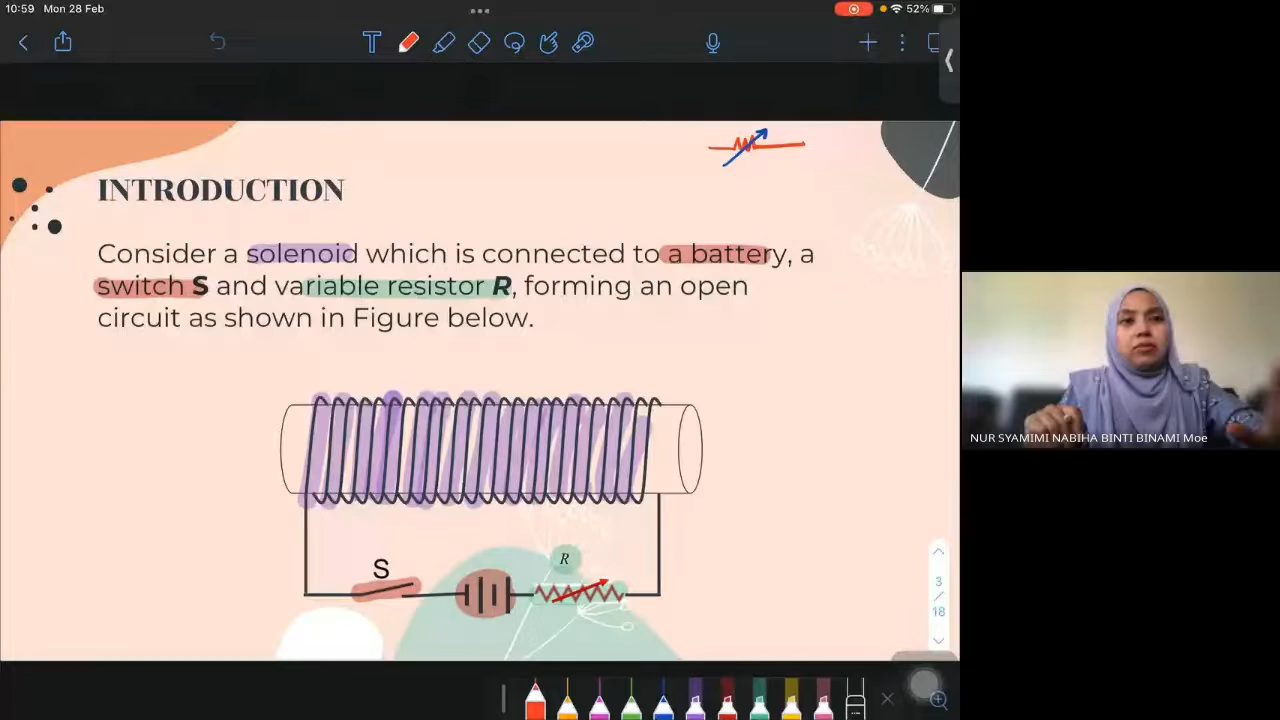 10:59 Mon 28 Feb
52%
T
INTRODUCTION
Consider a solenoid which is connected to a battery, a
switch S and variable resistor R, forming an open
circuit as shown in Figure below.
R
S
3
/
18
NUR SYAMIMI NABIHA BINTI BINAMI Moe